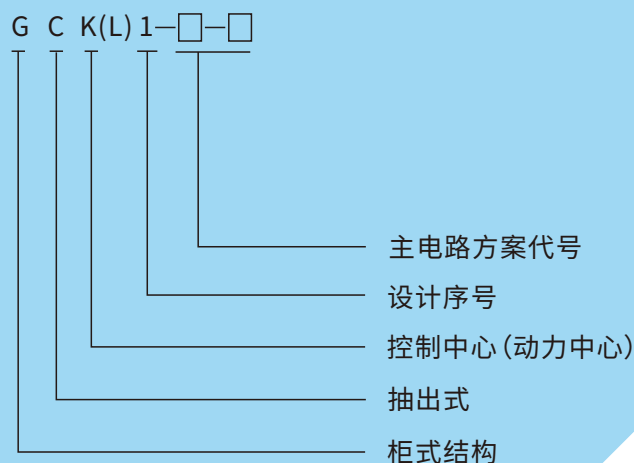 G C K(L) 1—□—□
主电路方案代号
设计序号
控制中心(动力中心)
抽出式
柜式结构